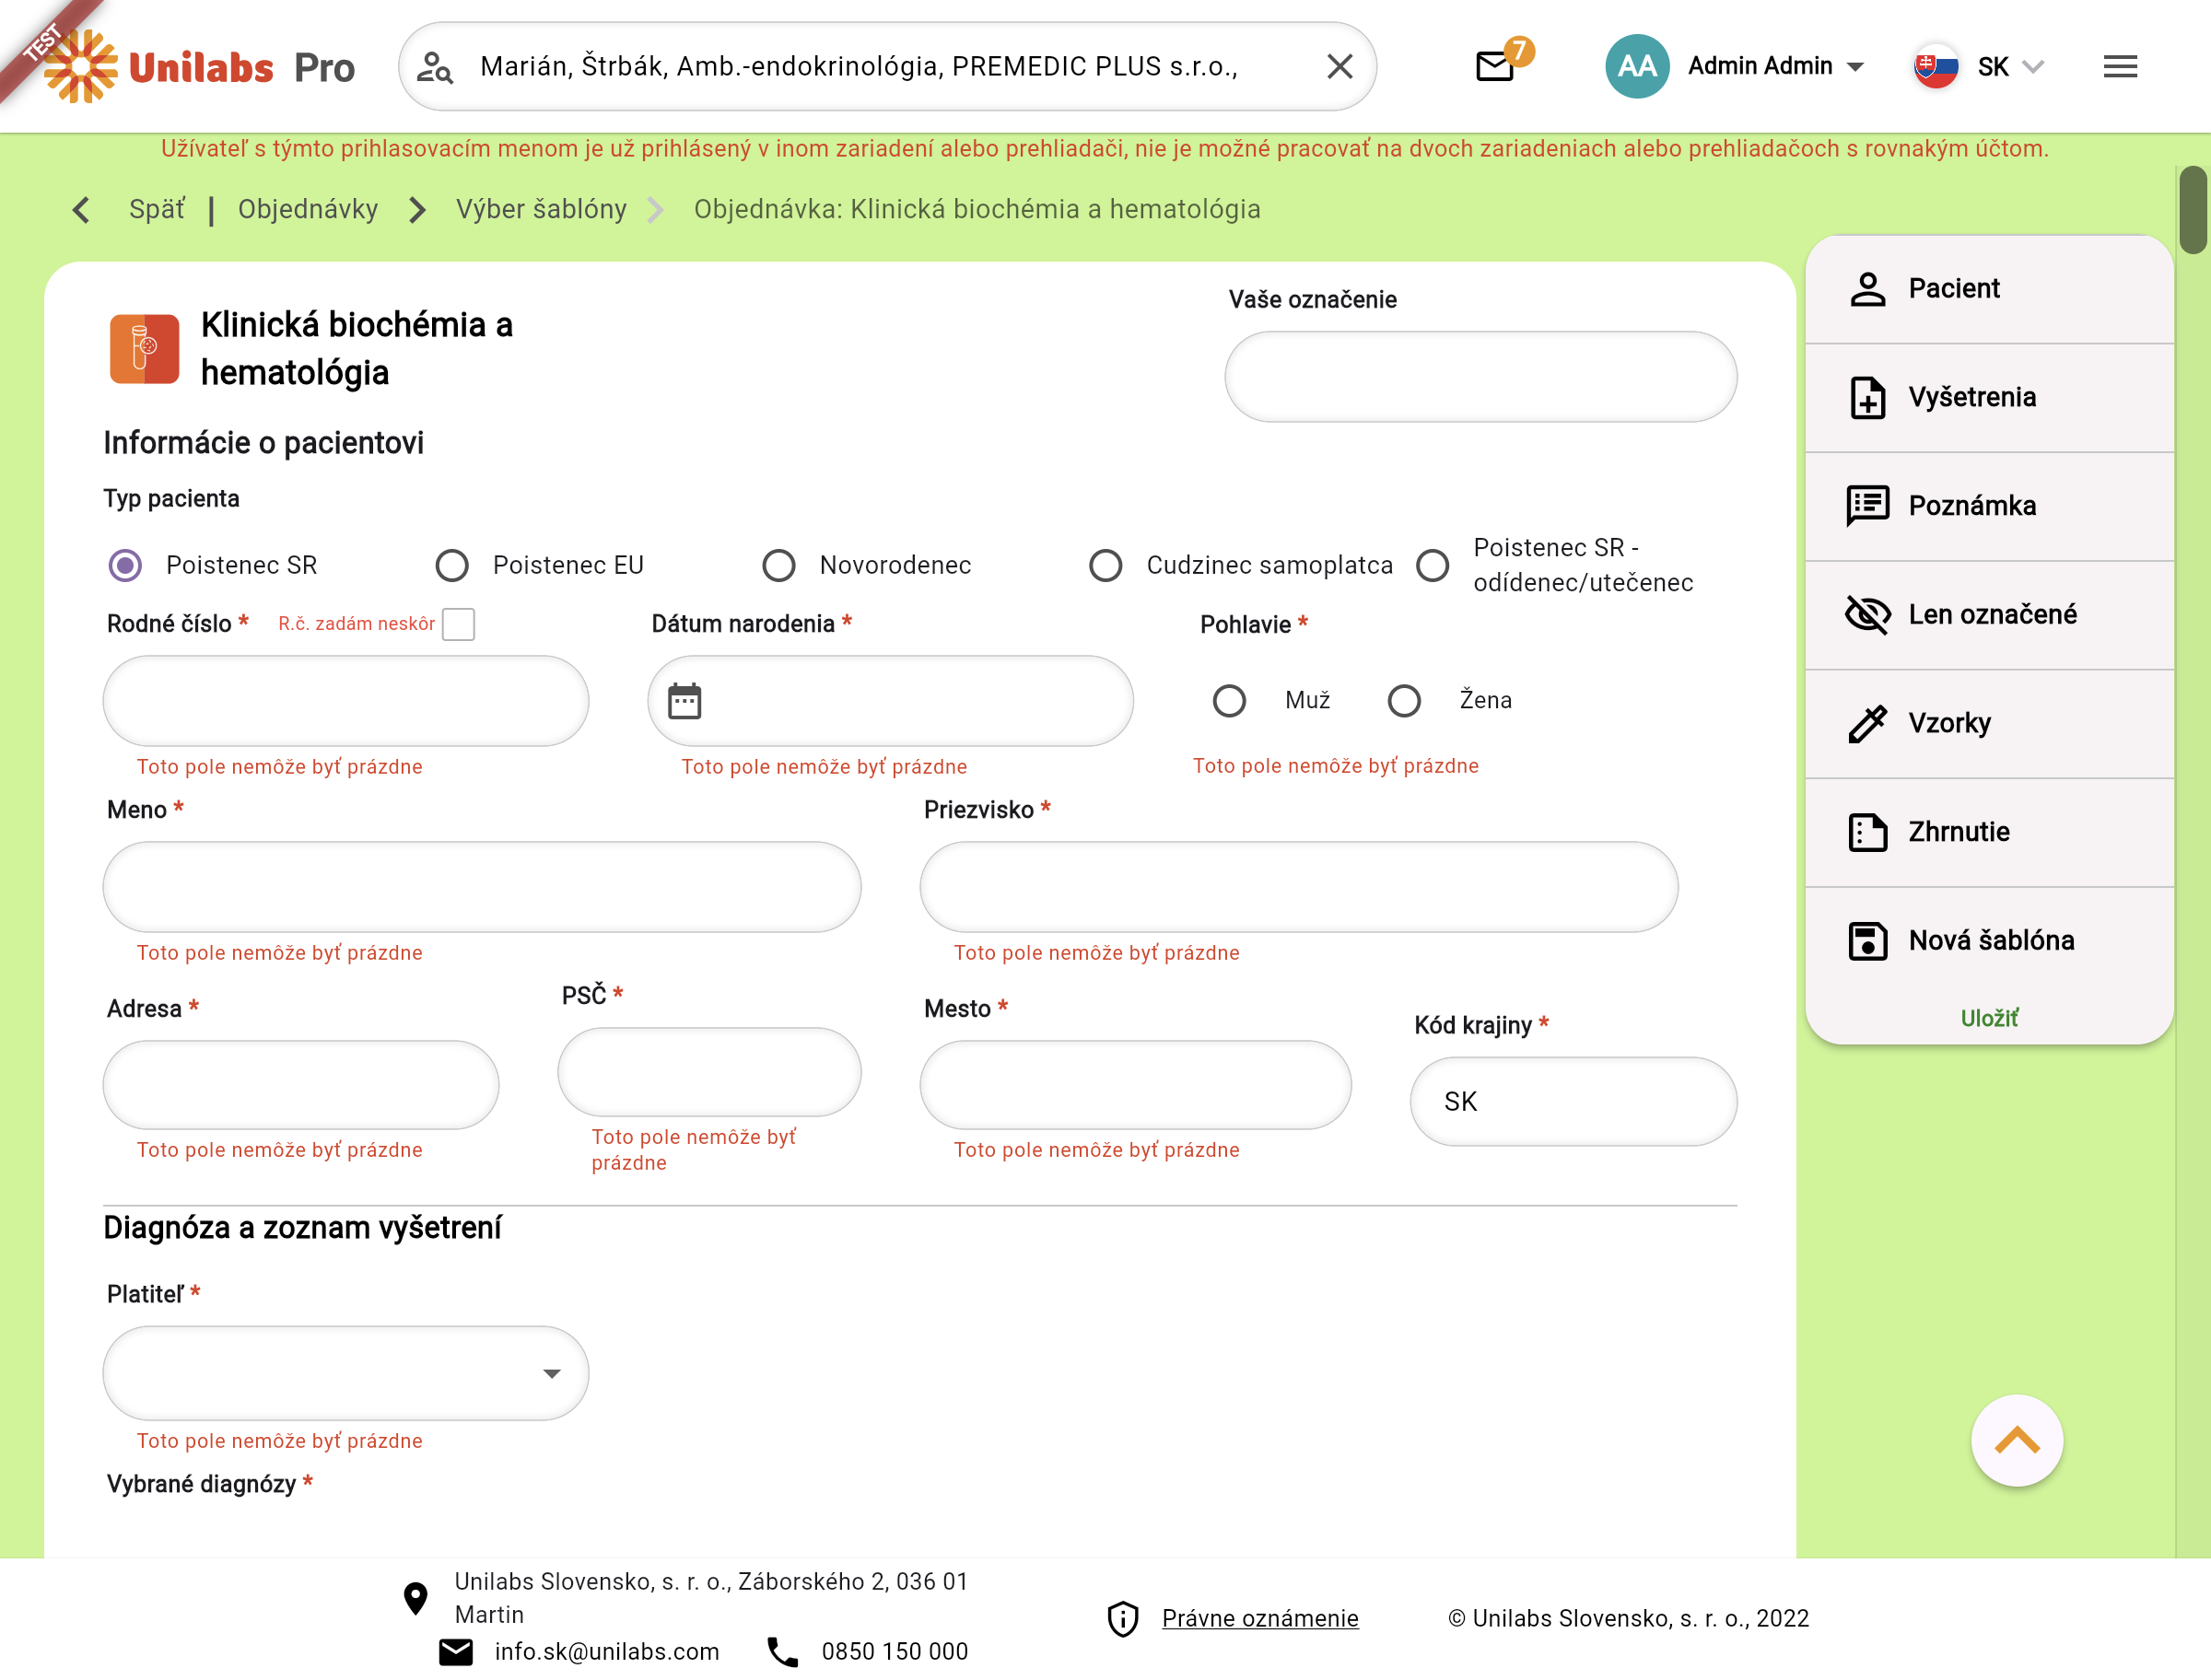 TEST
Unilabs Pro
Marián, Štrbák, Amb.-endokrinológia, PREMEDIC PLUS s.r.o.,
7
AA
Admin Admin
SK
Užívateľ s týmto prihlasovacím menom je už prihlásený v inom zariadení alebo prehliadači, nie je možné pracovať na dvoch zariadeniach alebo prehliadačoch s rovnakým účtom.
Späť | Objednávky > Výber šablóny > Objednávka: Klinická biochémia a hematológia
Klinická biochémia a
hematológia
Vaše označenie
Informácie o pacientovi
Typ pacienta
Poistenec SR
Poistenec EU
Novorodenec
Cudzinec samoplatca
Poistenec SR -
odídenec/utečenec
Rodné číslo *
R.č. zadám neskôr
Dátum narodenia *
Pohlavie *
Muž
Žena
Toto pole nemôže byť prázdne
Toto pole nemôže byť prázdne
Toto pole nemôže byť prázdne
Meno *
Priezvisko *
Toto pole nemôže byť prázdne
Toto pole nemôže byť prázdne
Adresa *
PSČ *
Mesto *
Kód krajiny *
SK
Toto pole nemôže byť prázdne
Toto pole nemôže byť
prázdne
Toto pole nemôže byť prázdne
Diagnóza a zoznam vyšetrení
Platiteľ *
Toto pole nemôže byť prázdne
Vybrané diagnózy *
Pacient
Vyšetrenia
Poznámka
Len označené
Vzorky
Zhrnutie
Nová šablóna
Uložiť
Unilabs Slovensko, s. r. o., Záborského 2, 036 01
Martin
info.sk@unilabs.com
0850 150 000
Právne oznámenie
© Unilabs Slovensko, s. r. o., 2022